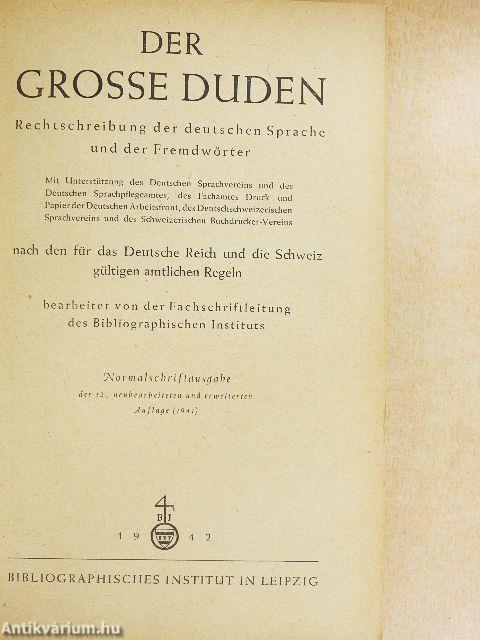 DER
GROSSE DUDEN
Rechtschreibung der deutschen Sprache
und der Fremdwörter
Mit Unterstützung des Deutschen Sprachvereins und des
Deutschen Sprachpflegeamtes, des Fachamtes Druck und
Papier der Deutschen Arbeitsfront, des Deutschschweizerischen
Sprachvereins und des Schweizerischen Buchdrucker-Vereins
nach den für das Deutsche Reich und die Schweiz
gültigen amtlichen Regeln
bearbeitet von der Fachschriftleitung
des Bibliographischen Instituts
Normalschriftausgabe
der 12., neubearbeiteten und erweiterten
Auflage (1941)
BJ
1942
BIBLIOGRAPHISCHES INSTITUT IN LEIPZIG
Antikvárium.hu